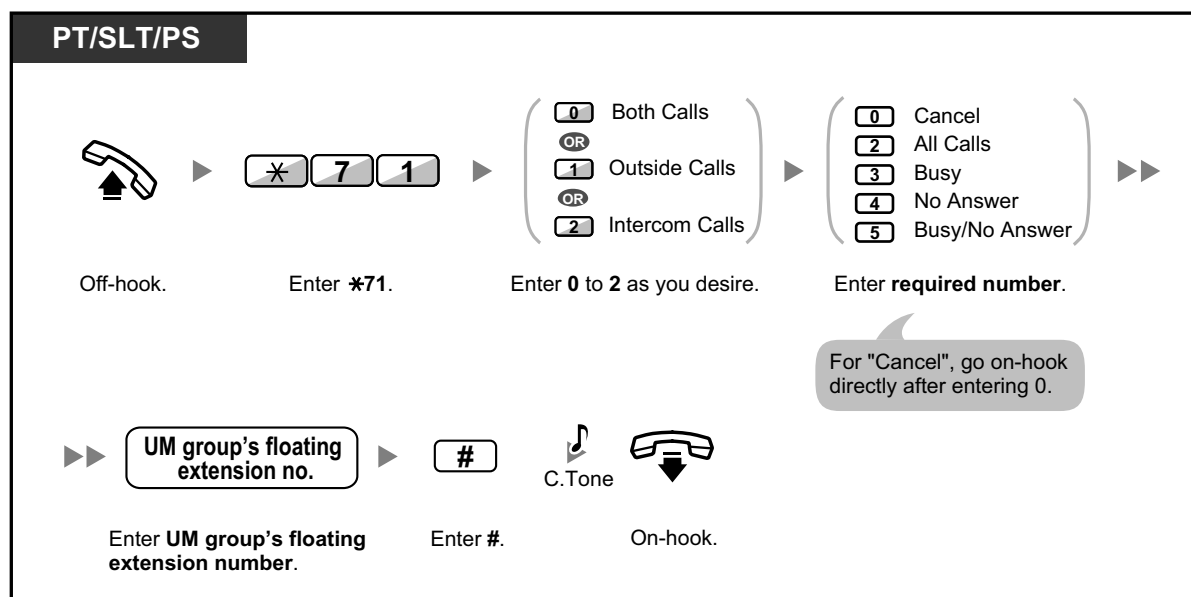 PT/SLT/PS
0 Both Calls
OR
1 Outside Calls
OR
2 Intercom Calls
0 Cancel
2 All Calls
3 Busy
4 No Answer
5 Busy/No Answer
* 7 1
Off-hook.
Enter *71.
Enter 0 to 2 as you desire.
Enter required number.
For "Cancel", go on-hook
directly after entering 0.
UM group's floating
extension no.
#
C.Tone
Enter UM group's floating
extension number.
Enter #.
On-hook.